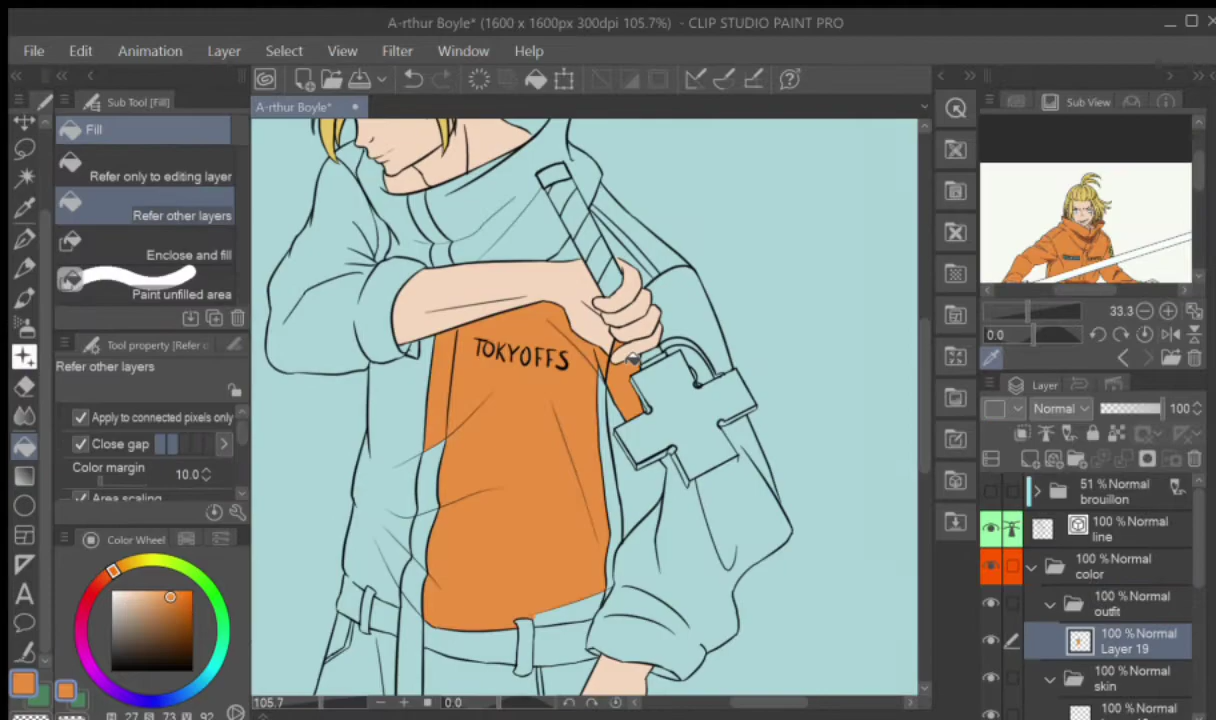 A-rthur Boyle* (1600 x 1600px 300dpi 105.7%) - CLIP STUDIO PAINT PRO
File Edit Animation Layer Select View Filter Window Help
Sub Tool [Fill]
A-rthur Boyle*
Sub View
Fill
Refer only to editing layer
Refer other layers
Enclose and fill
Paint unfilled area
Tool property [Refer o
Refer other layers
Apply to connected pixels only
Close gap
Color margin 10.0
Area scaling
Color Wheel
H 27 S 73 V 92
TOKYOFFS
105.7 0.0
33.3
0.0
Layer
Normal 100
51 % Normal
brouillon
100 % Normal
line
100 % Normal
color
100 % Normal
outfit
100 % Normal
Layer 19
100 % Normal
skin
100 % Normal